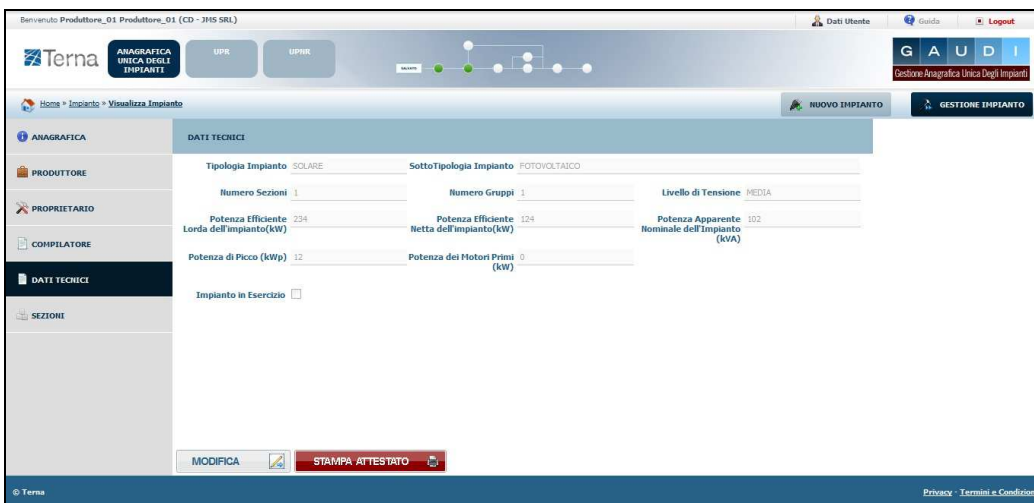 Benvenuto Produttore_01 Produttore_01 (CD - JMS SRL)
Dati Utente
Guida
Logout
Terna
ANAGRAFICA
UNICA DEGLI
IMPIANTI
UPR
UPNR
GAUDI
Gestione Anagrafica Unica Degli Impianti
Home » Impianto » Visualizza Impianto
NUOVO IMPIANTO
GESTIONE IMPIANTO
ANAGRAFICA
PRODUTTORE
PROPRIETARIO
COMPILATORE
DATI TECNICI
SEZIONI
DATI TECNICI
Tipologia Impianto SOLARE
SottoTipologia Impianto FOTOVOLTAICO
Numero Sezioni 1
Numero Gruppi 1
Livello di Tensione MEDIA
Potenza Efficiente 234
Lorda dell'impianto(kW)
Potenza Efficiente 124
Netta dell'impianto(kW)
Potenza Apparente 102
Nominale dell'Impianto
(kVA)
Potenza di Picco (kWp) 12
Potenza dei Motori Primi 0
(kW)
Impianto in Esercizio
MODIFICA
STAMPA ATTESTATO
© Terna
Privacy - Termini e Condizion